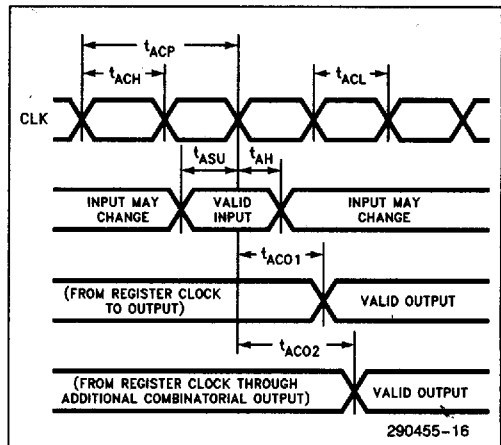 tACP
tACH
tACL
CLK
tASU
tAH
INPUT MAY
CHANGE
VALID
INPUT
INPUT MAY
CHANGE
tACO1
(FROM REGISTER CLOCK
TO OUTPUT)
VALID OUTPUT
tACO2
(FROM REGISTER CLOCK THROUGH
ADDITIONAL COMBINATORIAL OUTPUT)
VALID OUTPUT
290455-16